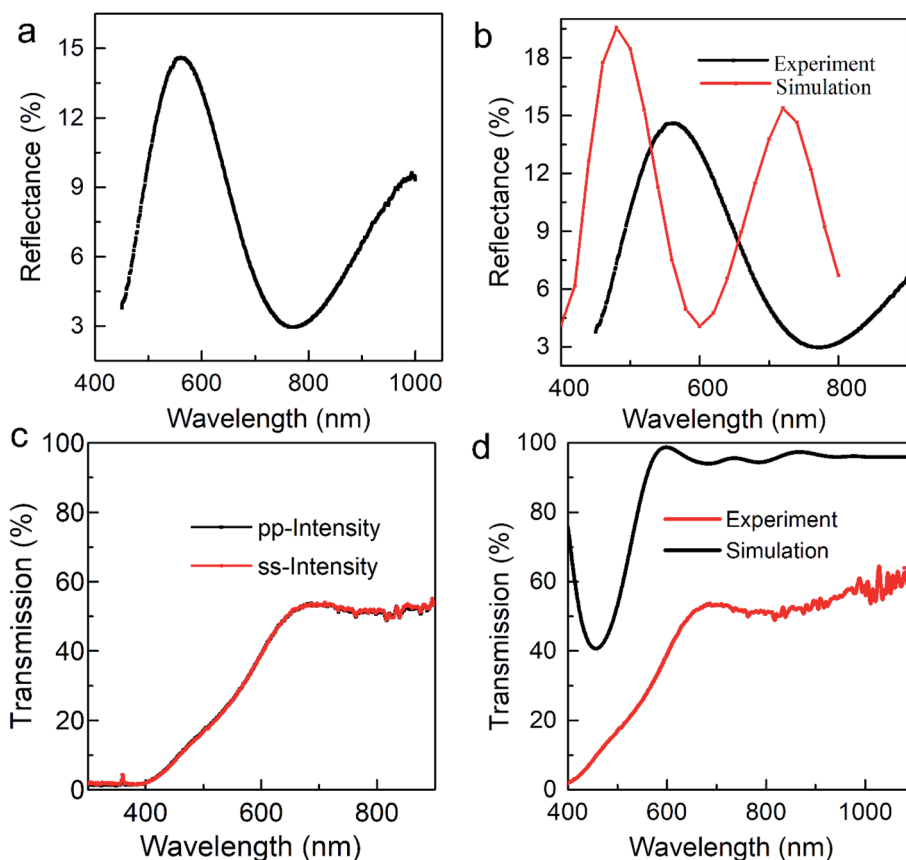 a
15
12
9
6
3
400
600
800
1000
Reflectance (%)
Wavelength (nm)
b
18
15
12
9
6
3
400
600
800
Reflectance (%)
Wavelength (nm)
Experiment
Simulation
c
100
80
60
40
20
0
400
600
800
Transmission (%)
Wavelength (nm)
pp-Intensity
ss-Intensity
d
100
80
60
40
20
0
400
600
800
1000
Transmission (%)
Wavelength (nm)
Experiment
Simulation